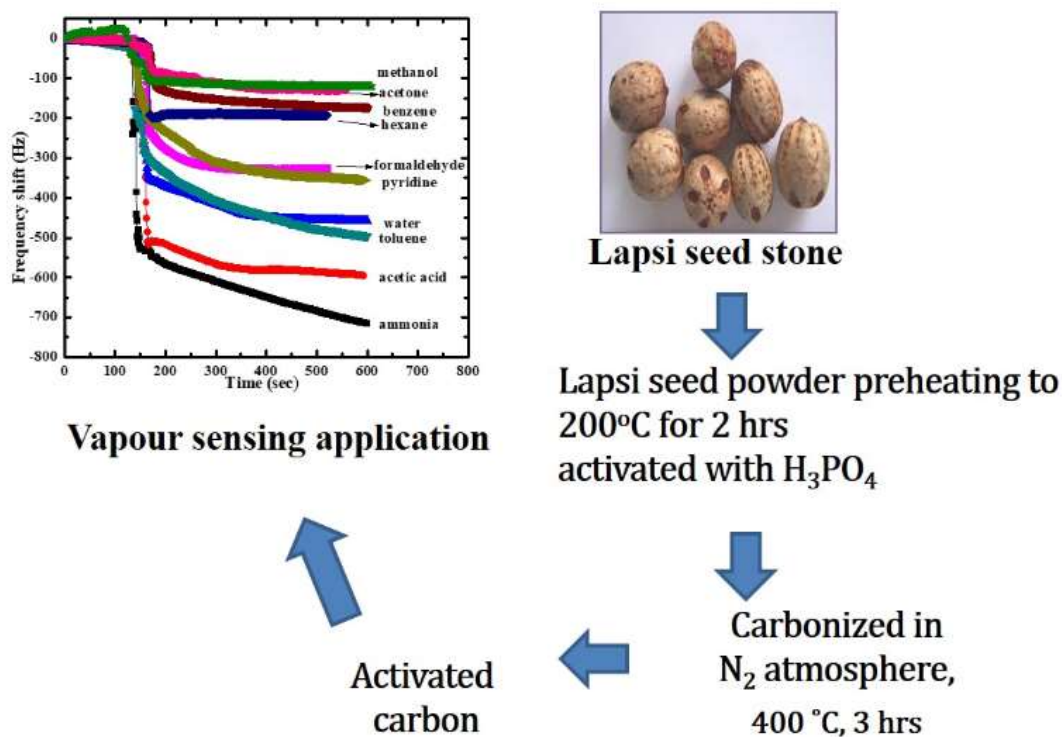 0
-100
-200
-300
-400
-500
-600
-700
-800
Frequency shift (Hz)
0 100 200 300 400 500 600 700 800
Time (sec)
methanol
acetone
benzene
hexane
formaldehyde
pyridine
water
toluene
acetic acid
ammonia
Vapour sensing application
Lapsi seed stone
Lapsi seed powder preheating to
200°C for 2 hrs
activated with H₃PO₄
Carbonized in
N₂ atmosphere,
400 °C, 3 hrs
Activated
carbon